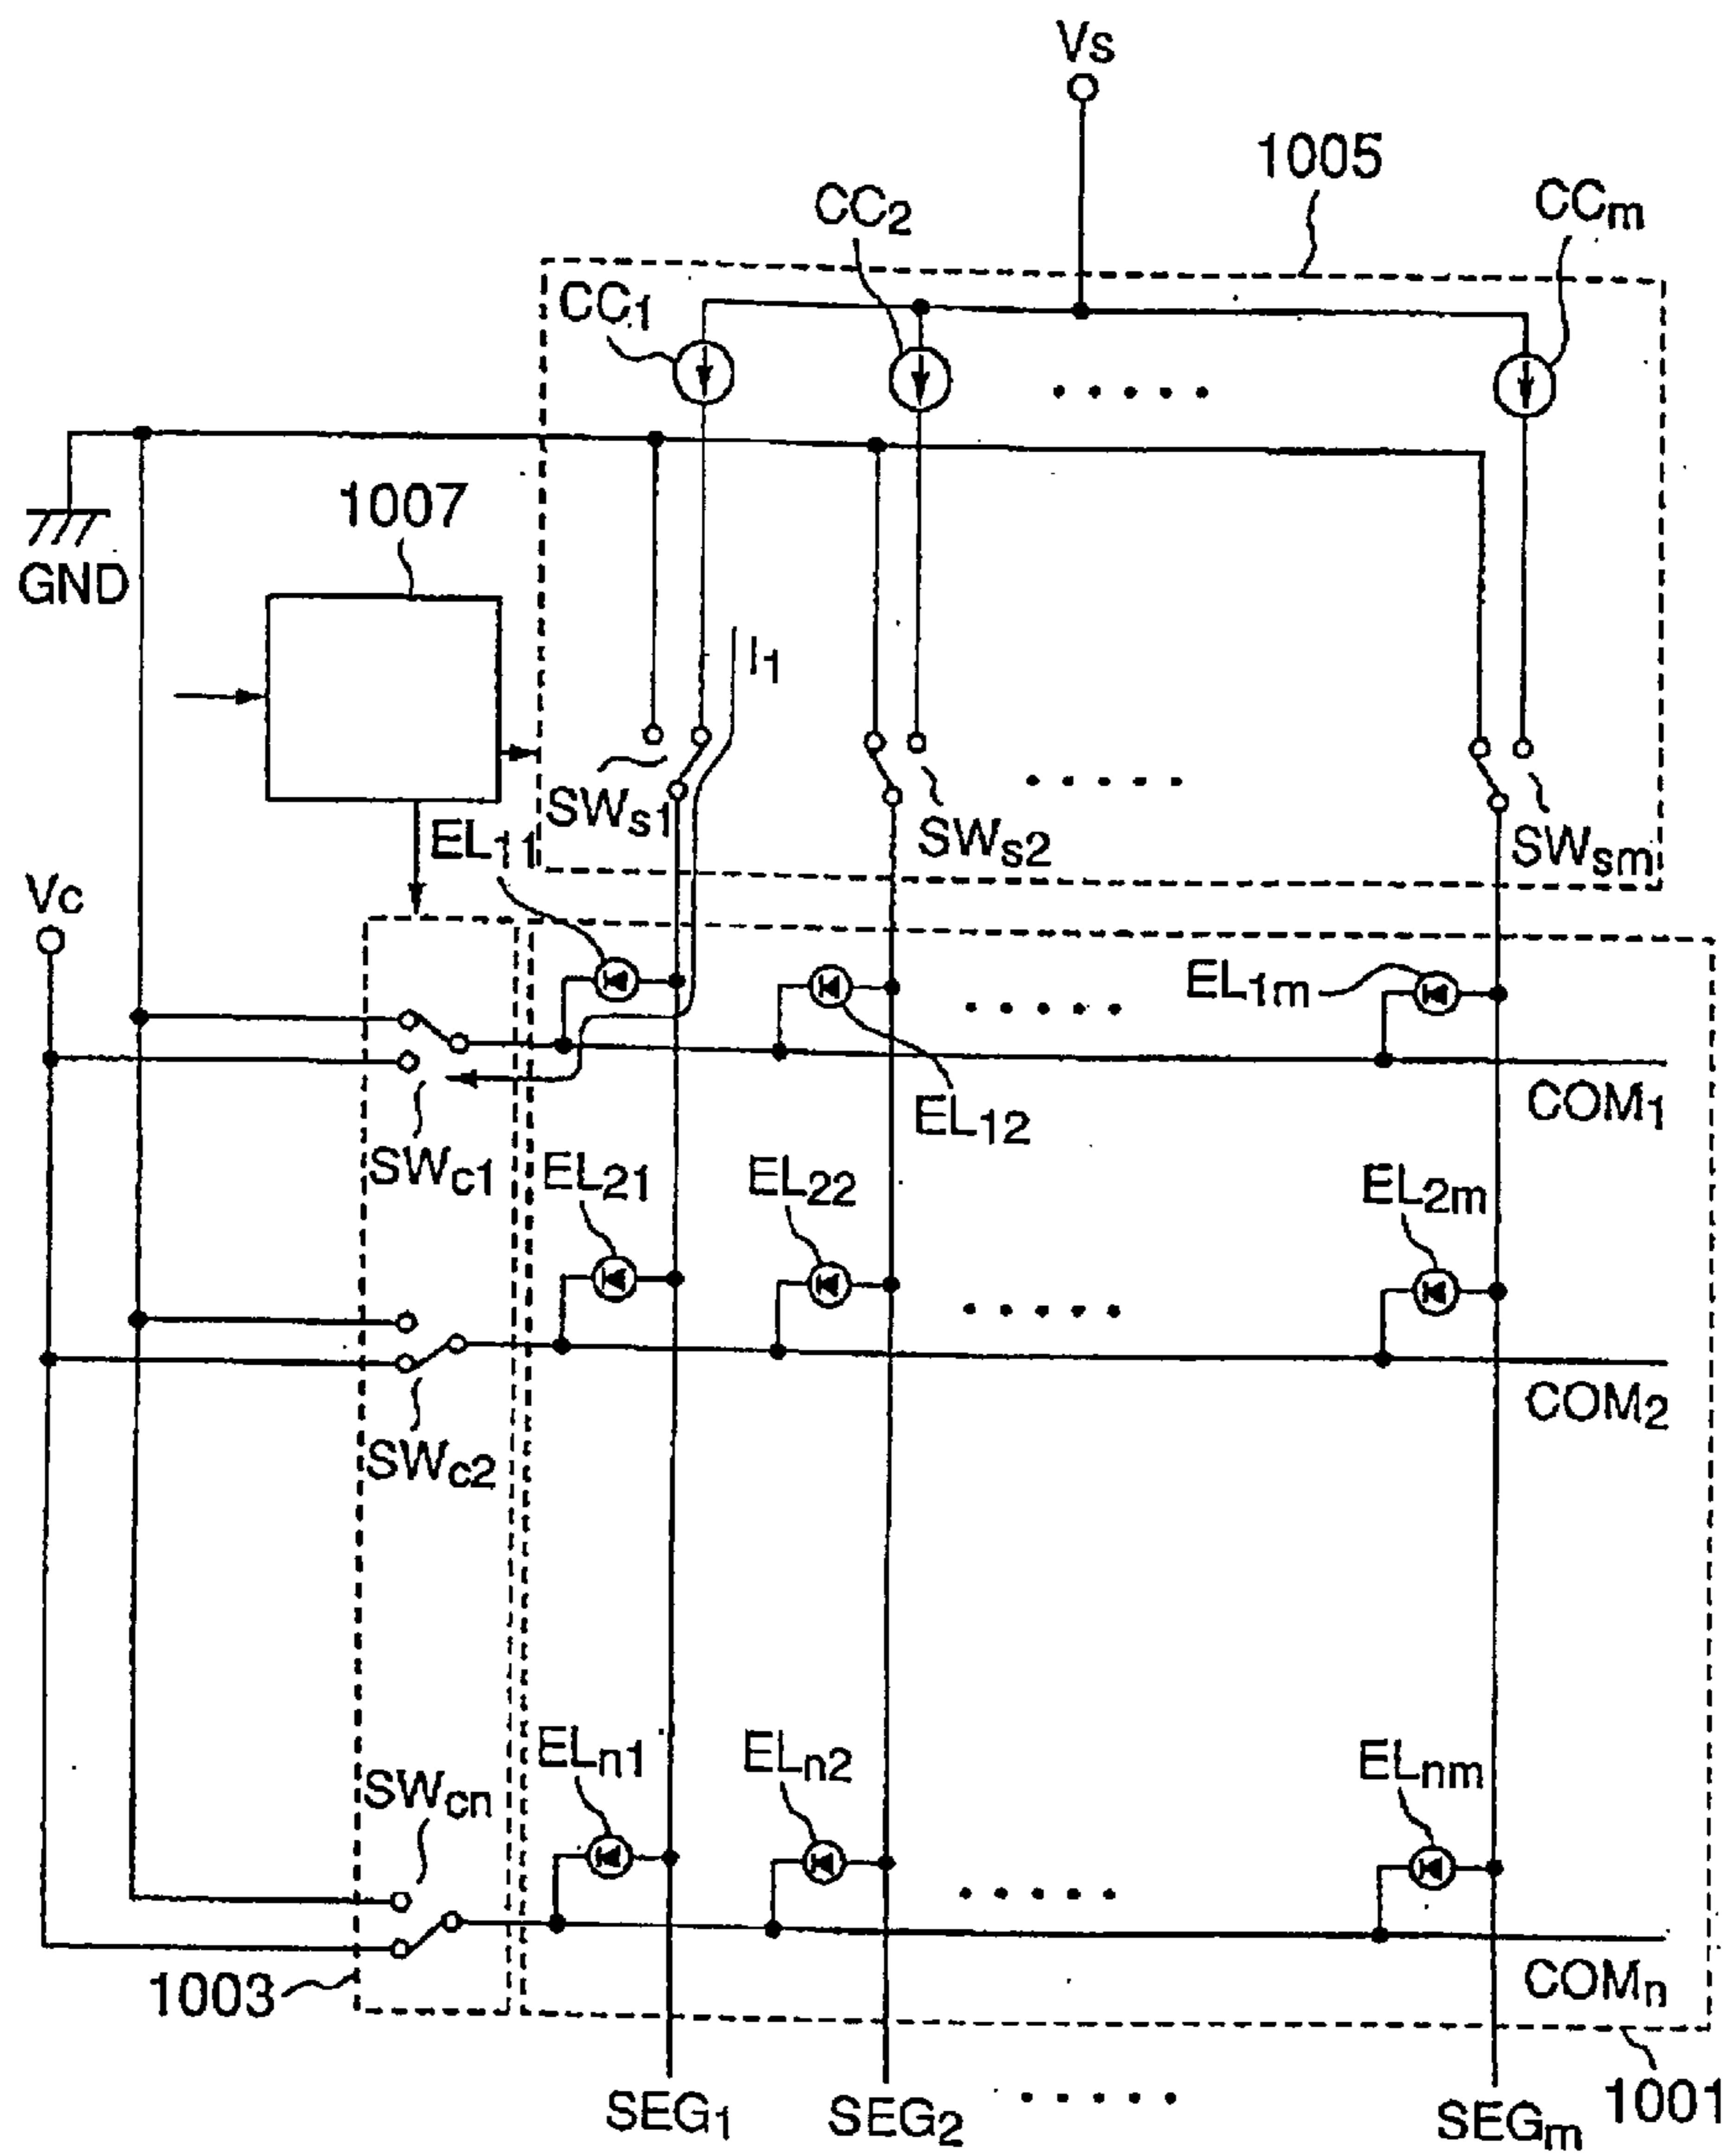 Vs
1005
CC2
CCm
CC1
1007
GND
I1
SWs1
SWs2
SWsm
EL11
Vc
EL1m
COM1
EL12
SWc1
EL21
EL22
EL2m
COM2
SWc2
ELn1
ELn2
ELnm
SWcn
COMn
1003
1001
SEG1
SEG2
SEGm